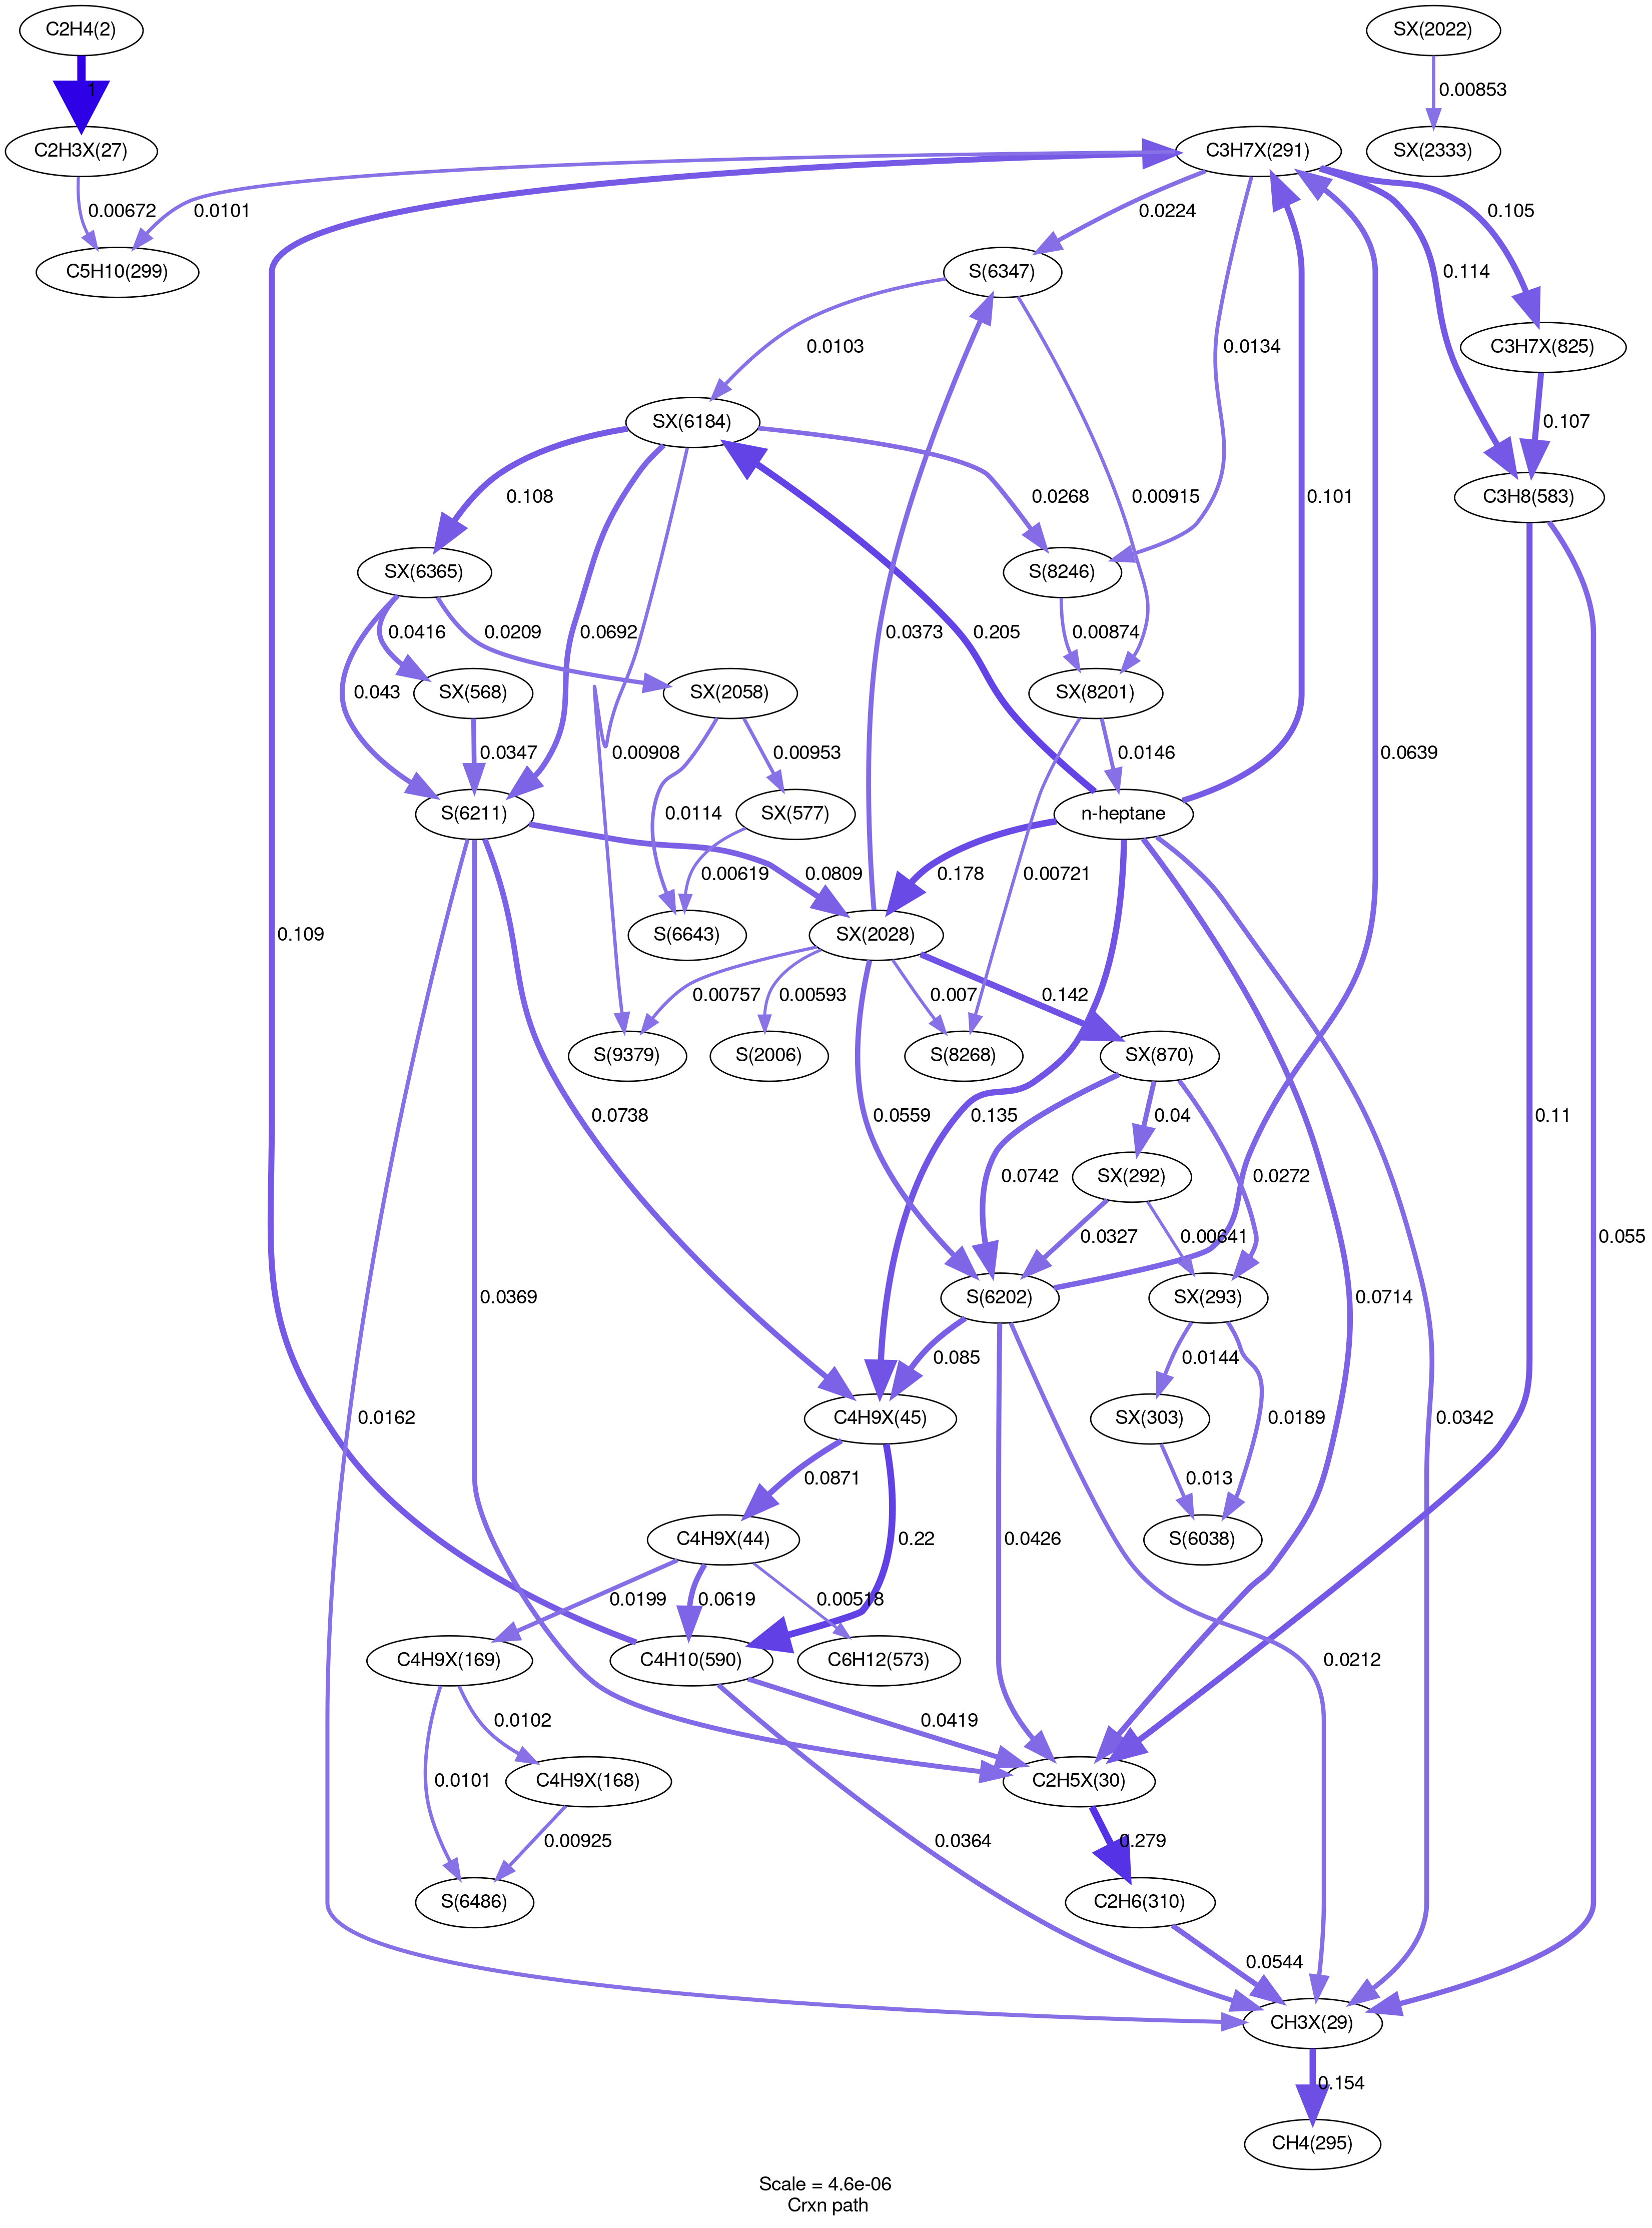 C2H4(2)
SX(2022)
1
0.00853
C2H3X(27)
C3H7X(291)
SX(2333)
0.00672
0.0101
0.0224
0.105
C5H10(299)
S(6347)
0.114
0.0103
0.0134
C3H7X(825)
SX(6184)
0.107
0.108
0.0268
0.00915
0.101
C3H8(583)
SX(6365)
S(8246)
0.0416
0.0209
0.0692
0.0373
0.205
0.00874
0.043
SX(568)
SX(2058)
SX(8201)
0.0347
0.00908
0.00953
0.0146
0.0639
S(6211)
0.0114
SX(577)
n-heptane
0.00619
0.0809
0.178
0.00721
0.109
S(6643)
SX(2028)
0.00757
0.00593
0.007
0.142
S(9379)
S(2006)
S(8268)
SX(870)
0.0738
0.0559
0.135
0.04
0.11
0.0742
SX(292)
0.0272
0.0327
0.00641
0.055
0.0369
S(6202)
SX(293)
0.0714
0.085
0.0144
0.0162
C4H9X(45)
SX(303)
0.0189
0.0342
0.0871
0.013
C4H9X(44)
0.22
0.0426
S(6038)
0.0199
0.0619
0.00518
C4H9X(169)
C4H10(590)
C6H12(573)
0.0212
0.0102
0.0419
0.0101
C4H9X(168)
C2H5X(30)
0.00925
0.0364
0.279
S(6486)
C2H6(310)
0.0544
CH3X(29)
0.154
CH4(295)
Scale = 4.6e-06
Crxn path